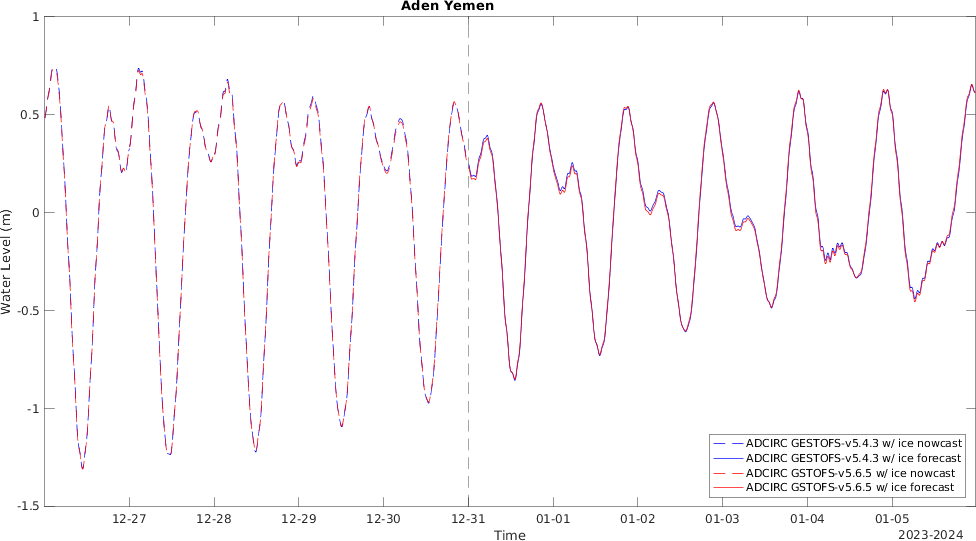 Aden Yemen
1
0.5
0
-0.5
-1
-1.5
Water Level (m)
12-27
12-28
12-29
12-30
12-31
01-01
01-02
01-03
01-04
01-05
Time
2023-2024
ADCIRC GESTOFS-v5.4.3 w/ ice nowcast
ADCIRC GESTOFS-v5.4.3 w/ ice forecast
ADCIRC GSTOFS-v5.6.5 w/ ice nowcast
ADCIRC GSTOFS-v5.6.5 w/ ice forecast